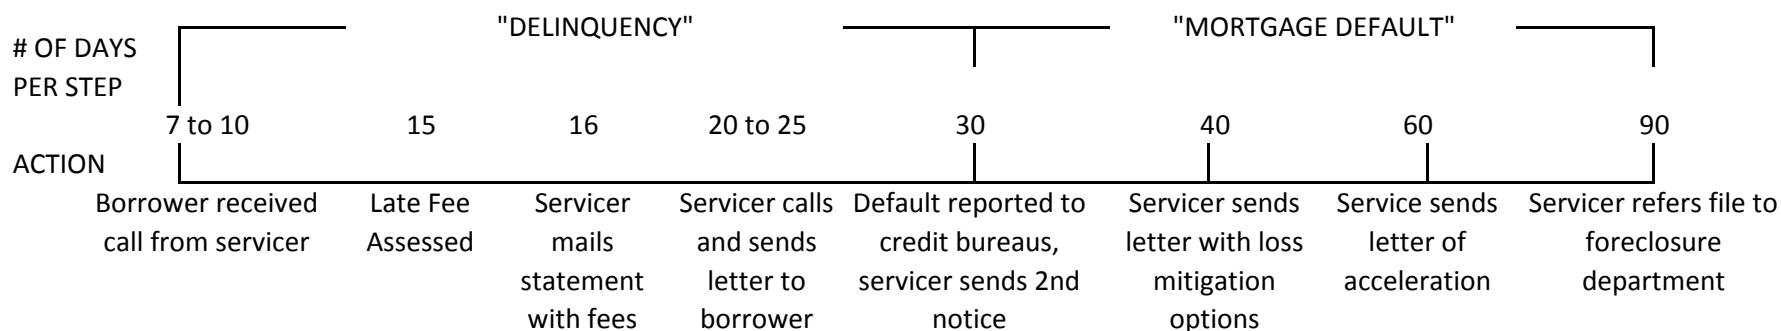 "DELINQUENCY" "MORTGAGE DEFAULT"
# OF DAYS
PER STEP
7 to 10 15 16 20 to 25 30 40 60 90
ACTION
Borrower received Late Fee Servicer Servicer calls Default reported to Servicer sends Service sends Servicer refers file to
call from servicer Assessed mails and sends credit bureaus, letter with loss letter of foreclosure
statement letter to servicer sends 2nd mitigation acceleration department
with fees borrower notice options